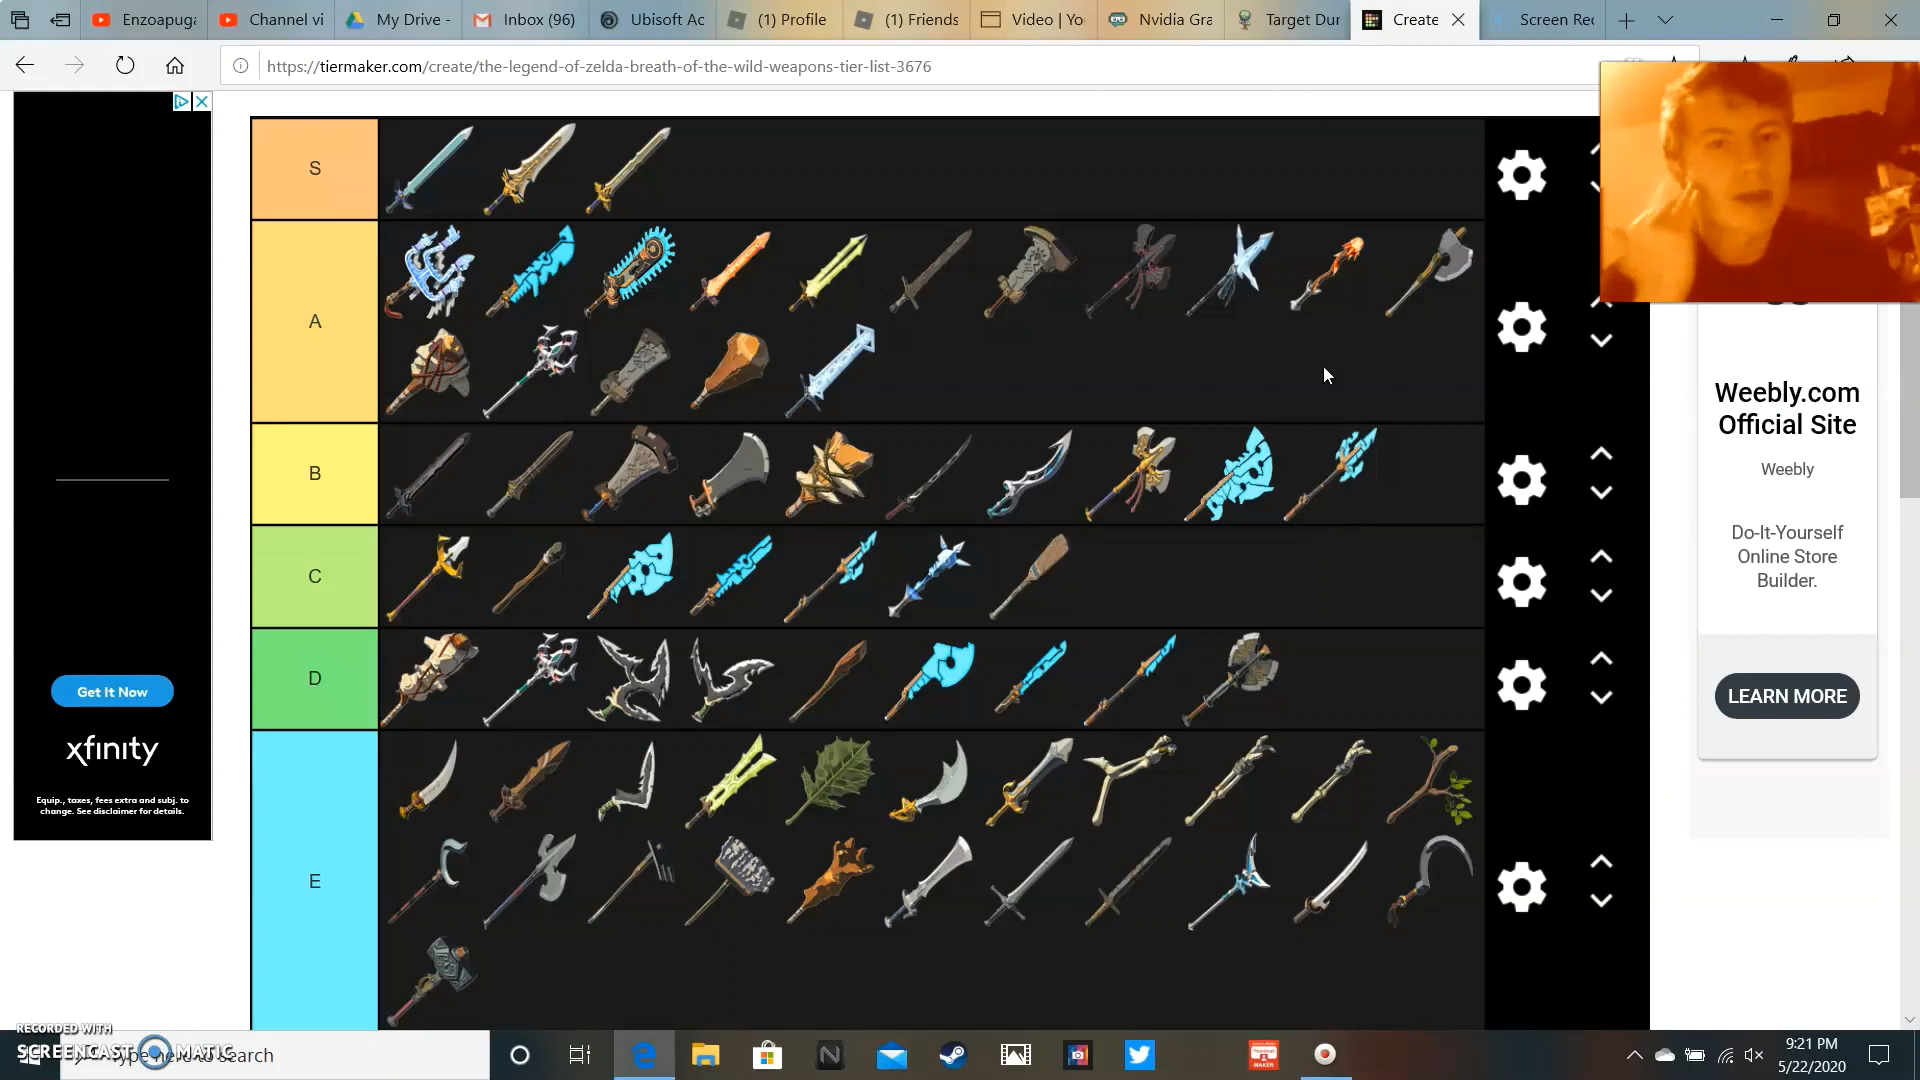 Enzoapuga
Channel vi
My Drive -
Inbox (96)
Ubisoft Ac
(1) Profile
(1) Friends
Video | Yo
Nvidia Gra
Target Dur
Create
Screen Rec
https://tiermaker.com/create/the-legend-of-zelda-breath-of-the-wild-weapons-tier-list-3676
S
A
B
C
D
E
Get It Now
xfinity
Equip., taxes, fees extra and subj. to
change. See disclaimer for details.
Weebly.com
Official Site
Weebly
Do-It-Yourself
Online Store
Builder.
LEARN MORE
RECORDED WITH
SCREENCAST MATIC
Type here to search
9:21 PM
5/22/2020